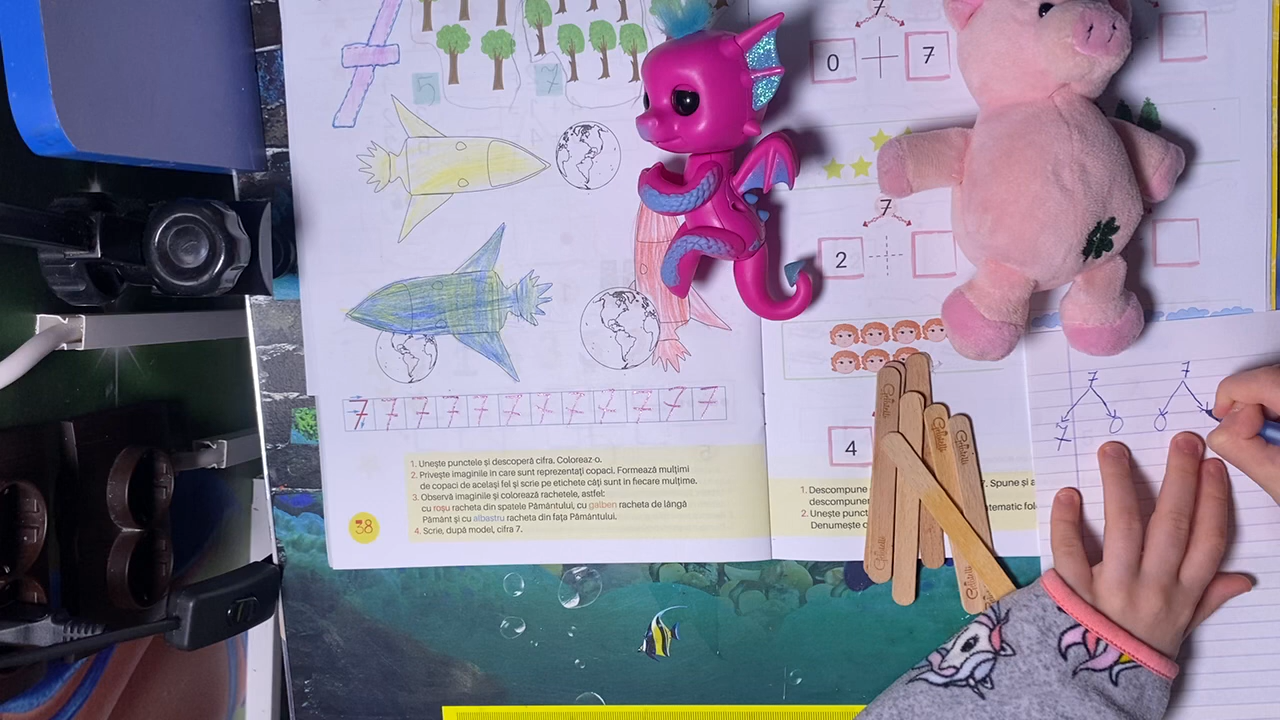 5
7
7 7 7 7 7 7 7 7 7 7 7 7
1. Unește punctele și descoperă cifra. Coloreaz-o.
2. Privește imaginile în care sunt reprezentați copaci. Formează mulțimi
de copaci de același fel și scrie pe etichete câți sunt în fiecare mulțime.
3. Observă imaginile și colorează rachetele, astfel:
cu roșu racheta din spatele Pământului, cu galben racheta de lângă
Pământ și cu albastru racheta din fața Pământului.
4. Scrie, după model, cifra 7.
38
7
0 7
7
2
4
1. Descompune
7. Spune și
descompuner
2. Unește punct
Denumește
7 7
7 0 0